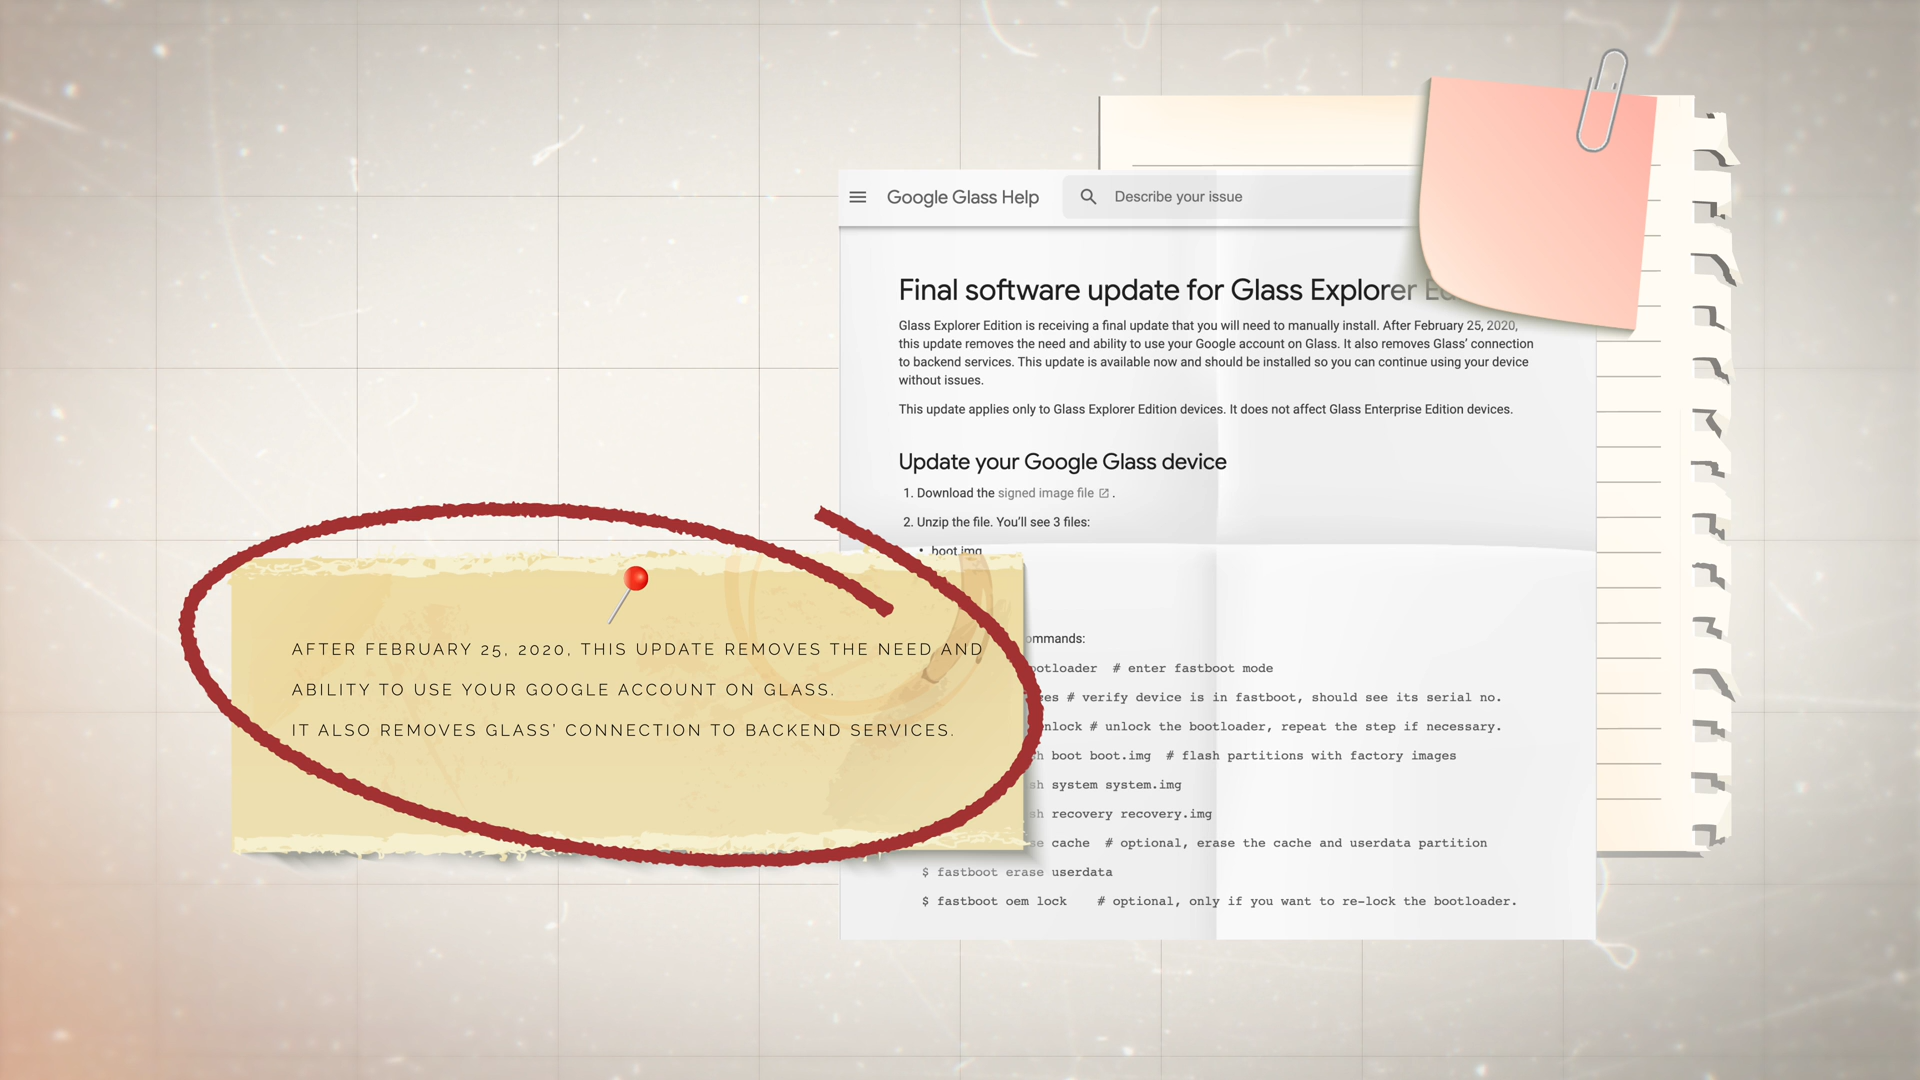 Google Glass Help
Describe your issue
Final software update for Glass Explorer
Glass Explorer Edition is receiving a final update that you will need to manually install. After February 25, 2020,
this update removes the need and ability to use your Google account on Glass. It also removes Glass' connection
to backend services. This update is available now and should be installed so you can continue using your device
without issues.
This update applies only to Glass Explorer Edition devices. It does not affect Glass Enterprise Edition devices.
Update your Google Glass device
1. Download the signed image file .
2. Unzip the file. You'll see 3 files:
• boot.img
AFTER FEBRUARY 25, 2020, THIS UPDATE REMOVES THE NEED AND
ABILITY TO USE YOUR GOOGLE ACCOUNT ON GLASS.
IT ALSO REMOVES GLASS' CONNECTION TO BACKEND SERVICES.
ommands:
ootloader # enter fastboot mode
es # verify device is in fastboot, should see its serial no.
nlock # unlock the bootloader, repeat the step if necessary.
h boot boot.img # flash partitions with factory images
sh system system.img
sh recovery recovery.img
e cache # optional, erase the cache and userdata partition
$ fastboot erase userdata
$ fastboot oem lock # optional, only if you want to re-lock the bootloader.